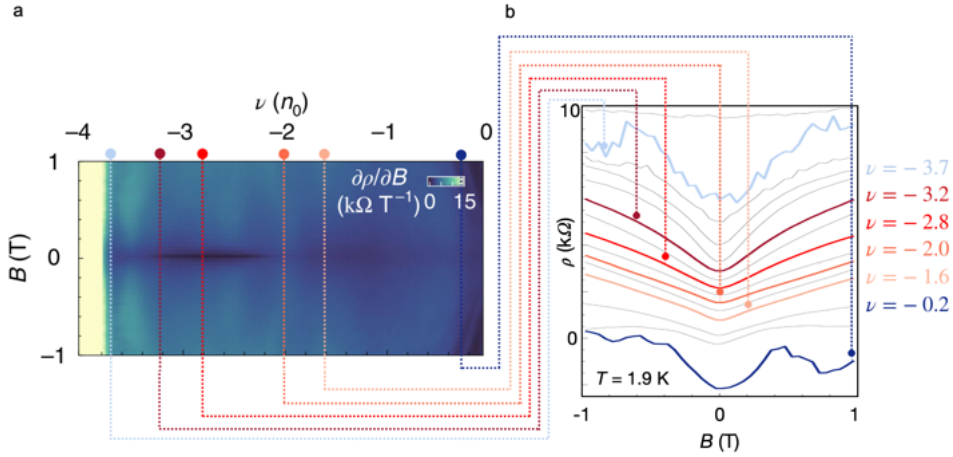 a
b
ν (n₀)
−4
−3
−2
−1
0
1
0
−1
B (T)
∂ρ/∂B
(kΩ T⁻¹)
0
15
10
0
ρ (kΩ)
T = 1.9 K
-1
0
1
B (T)
ν = − 3.7
ν = − 3.2
ν = − 2.8
ν = − 2.0
ν = − 1.6
ν = − 0.2